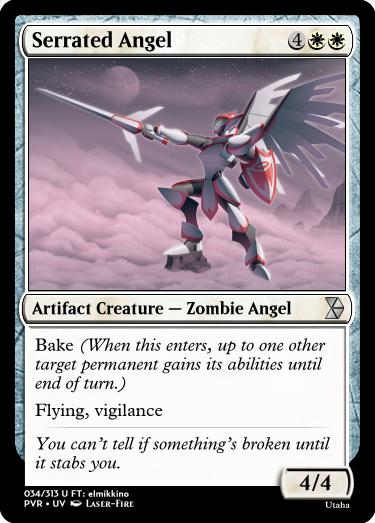 Serrated Angel 4
Artifact Creature — Zombie Angel
Bake (When this enters, up to one other
target permanent gains its abilities until
end of turn.)
Flying, vigilance
You can't tell if something's broken until
it stabs you.
4/4
034/313 U FT: elmikkino
PVR • UV Laser-Fire
Utaha